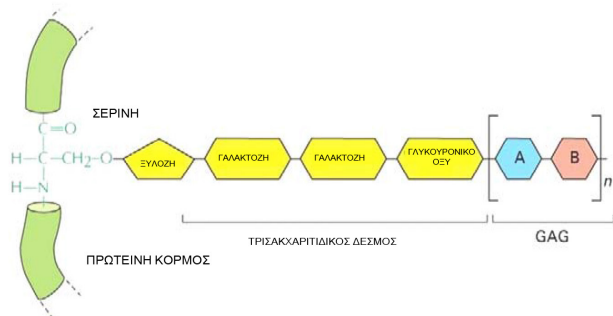 ΣΕΡΙΝΗ
C=O
H-C-CH₂-O
H-N
ΞΥΛΟΖΗ
ΓΑΛΑΚΤΟΖΗ
ΓΑΛΑΚΤΟΖΗ
ΓΛΥΚΟΥΡΟΝΙΚΟ
ΟΞΥ
A
B
n
ΤΡΙΣΑΚΧΑΡΙΤΙΔΙΚΟΣ ΔΕΣΜΟΣ
GAG
ΠΡΩΤΕΙΝΗ ΚΟΡΜΟΣ